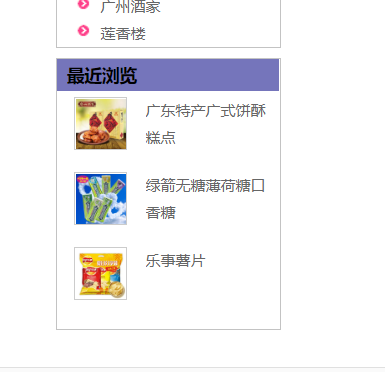 广州酒家
莲香楼
最近浏览
广东特产广式饼酥
糕点
绿箭无糖薄荷糖口
香糖
乐事薯片